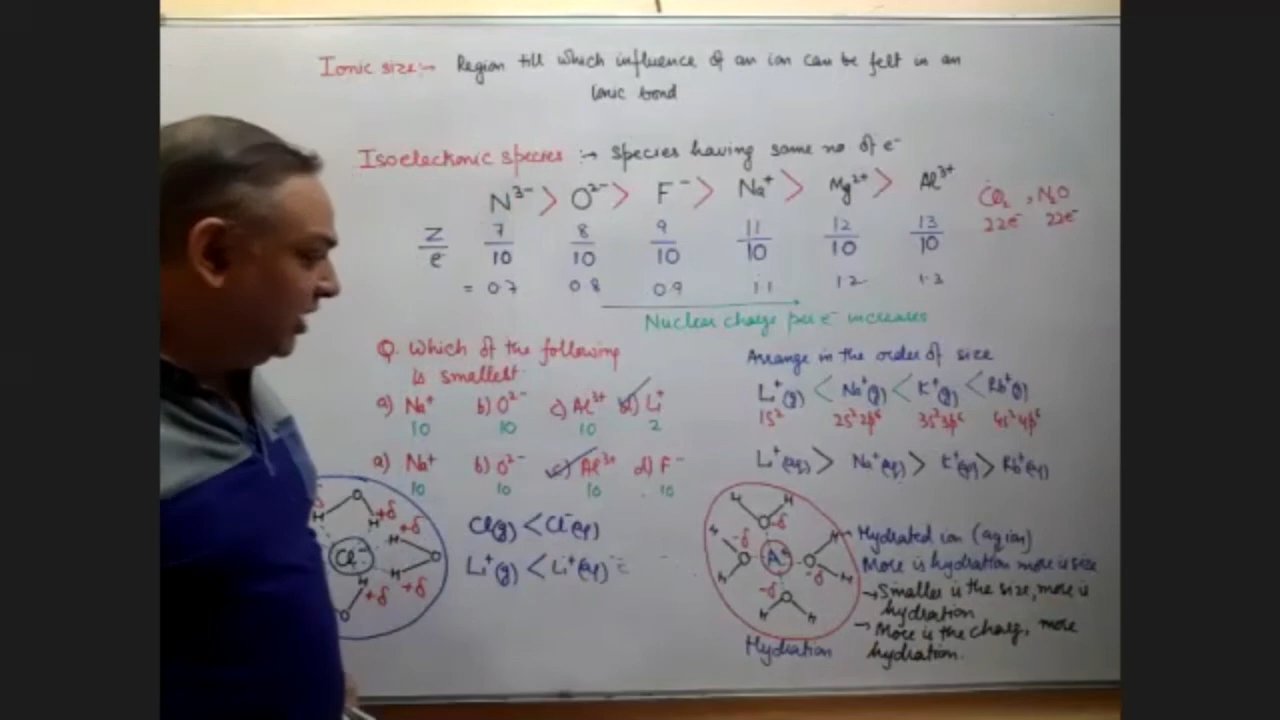 Ionic size:→ Region till which influence of an ion can be felt in an
Ionic bond
Isoelectronic species :→ species having same no of e⁻
N³⁻ > O²⁻ > F⁻ > Na⁺ > Mg²⁺ > Al³⁺
CO₂ , N₂O
22e⁻ 22e⁻
Z/e 7/10 8/10 9/10 11/10 12/10 13/10
= 0.7 0.8 0.9 1.1 1.2 1.3
Nuclear charge per e⁻ increases
Q. Which of the following
is smallest
a) Na⁺ b) O²⁻ c) Al³⁺ d) Li⁺
10 10 10 2
a) Na⁺ b) O²⁻ c) Al³⁺ d) F⁻
10 10 10 10
Cl⁻
H
H
H
H
+δ
+δ
+δ
+δ
Cl(g) < Cl⁻(aq)
Li⁺(g) < Li⁺(aq)
Arrange in the order of size
Li⁺(g) < Na⁺(g) < K⁺(g) < Rb⁺(g)
1s² 2s²2p⁶ 3s²3p⁶ 4s²4p⁶
Li⁺(aq) > Na⁺(aq) > K⁺(aq) > Rb⁺(aq)
H H
-δ
H -δ A⁺ H
H -δ H
-δ
H H
Hydration
Hydrated ion (aq ion)
More is hydration more is size
→ Smaller is the size, more is
hydration
→ More is the charg, more
hydration.